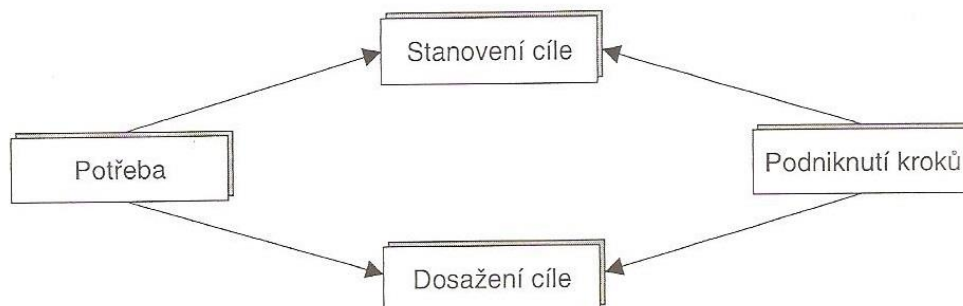 Stanovení cíle
Potřeba
Podniknutí kroků
Dosažení cíle